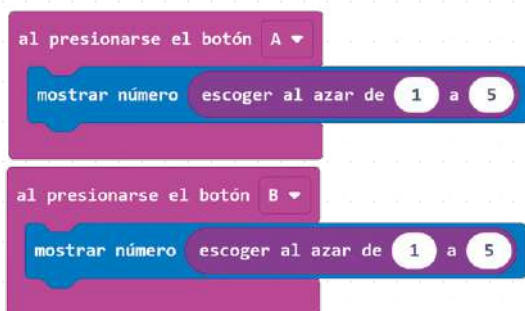 al presionarse el botón A
mostrar número escoger al azar de 1 a 5
al presionarse el botón B
mostrar número escoger al azar de 1 a 5